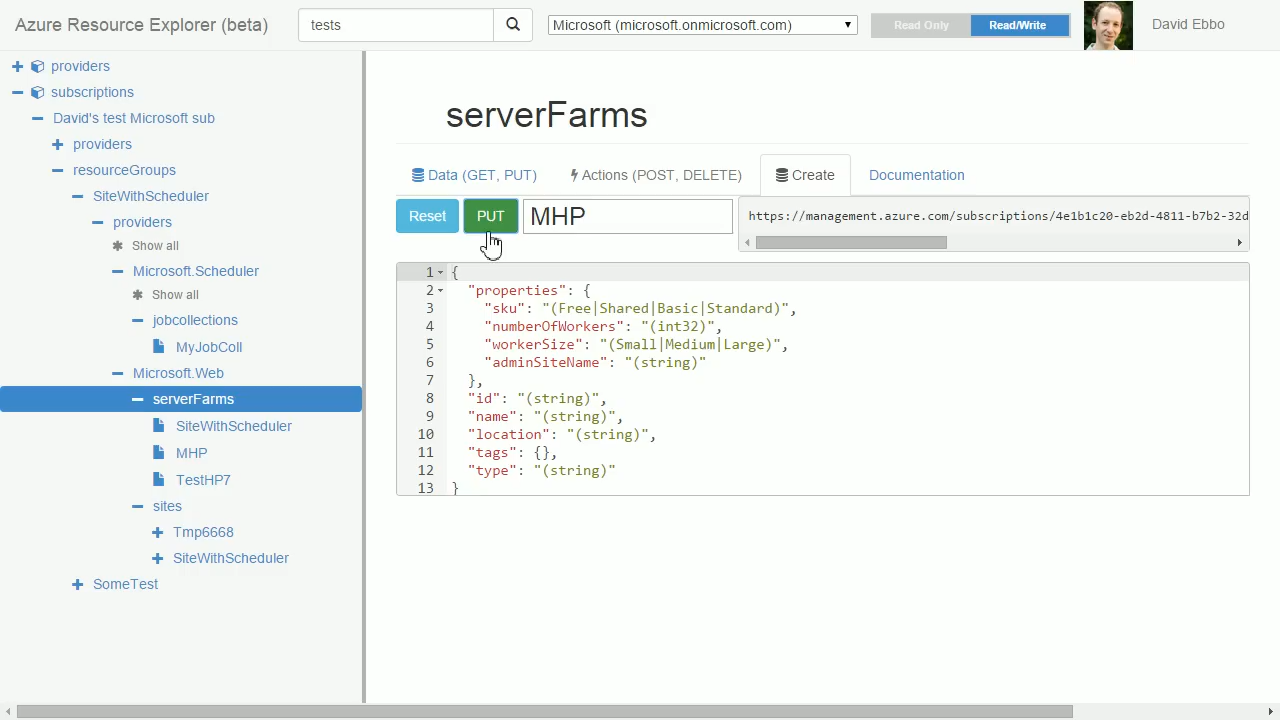 Azure Resource Explorer (beta)
tests
Microsoft (microsoft.onmicrosoft.com)
Read Only
Read/Write
David Ebbo
providers
subscriptions
David's test Microsoft sub
providers
resourceGroups
SiteWithScheduler
providers
Show all
Microsoft.Scheduler
Show all
jobcollections
MyJobColl
Microsoft.Web
serverFarms
SiteWithScheduler
MHP
TestHP7
sites
Tmp6668
SiteWithScheduler
SomeTest
serverFarms
Data (GET, PUT)
Actions (POST, DELETE)
Create
Documentation
Reset
PUT
MHP
https://management.azure.com/subscriptions/4e1b1c20-eb2b-4811-b7b2-32d
1 {
2 "properties": {
3 "sku": "(Free|Shared|Basic|Standard)",
4 "numberOfWorkers": "(int32)",
5 "workerSize": "(Small|Medium|Large)",
6 "adminSiteName": "(string)"
7 },
8 "id": "(string)",
9 "name": "(string)",
10 "location": "(string)",
11 "tags": {},
12 "type": "(string)"
13 }